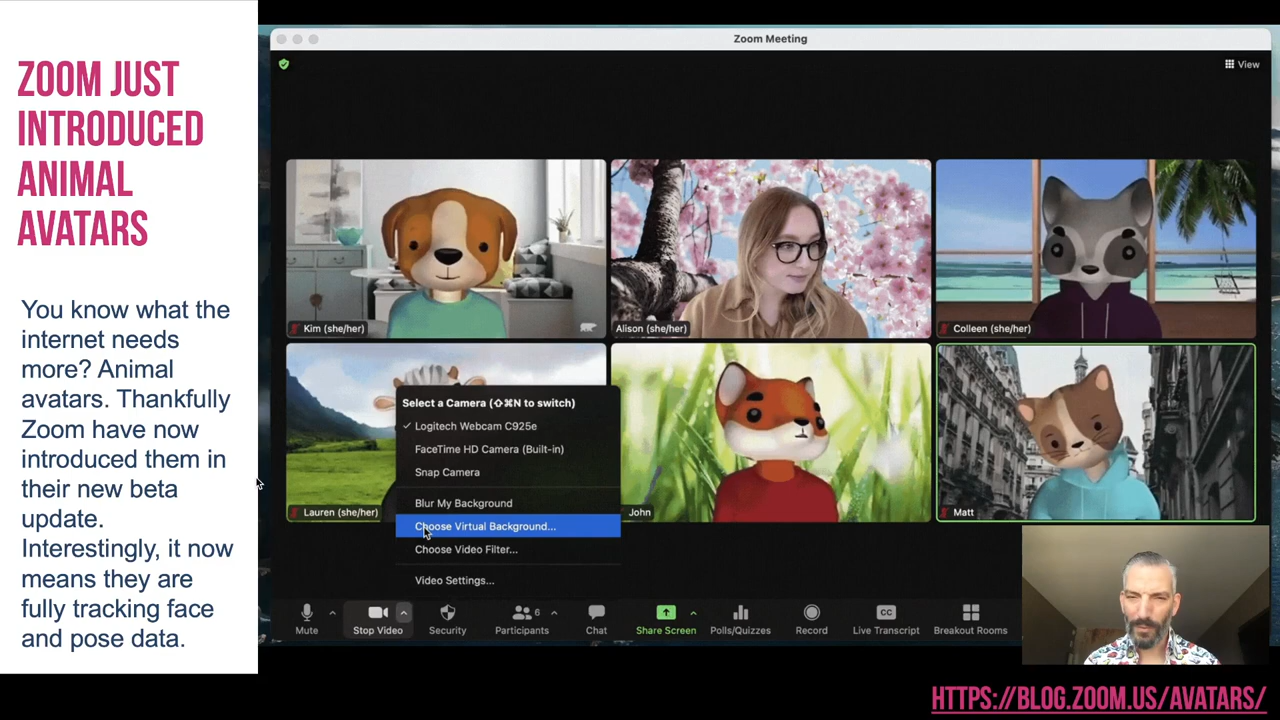 ZOOM JUST
INTRODUCED
ANIMAL
AVATARS
You know what the
internet needs
more? Animal
avatars. Thankfully
Zoom have now
introduced them in
their new beta
update.
Interestingly, it now
means they are
fully tracking face
and pose data.
Zoom Meeting
View
Kim (she/her)
Alison (she/her)
Colleen (she/her)
Lauren (she/her)
John
Matt
Select a Camera (⇧⌘N to switch)
✓ Logitech Webcam C925e
FaceTime HD Camera (Built-in)
Snap Camera
Blur My Background
Choose Virtual Background...
Choose Video Filter...
Video Settings...
Mute
Stop Video
Security
6
Participants
Chat
Share Screen
Polls/Quizzes
Record
CC
Live Transcript
Breakout Rooms
HTTPS://BLOG.ZOOM.US/AVATARS/